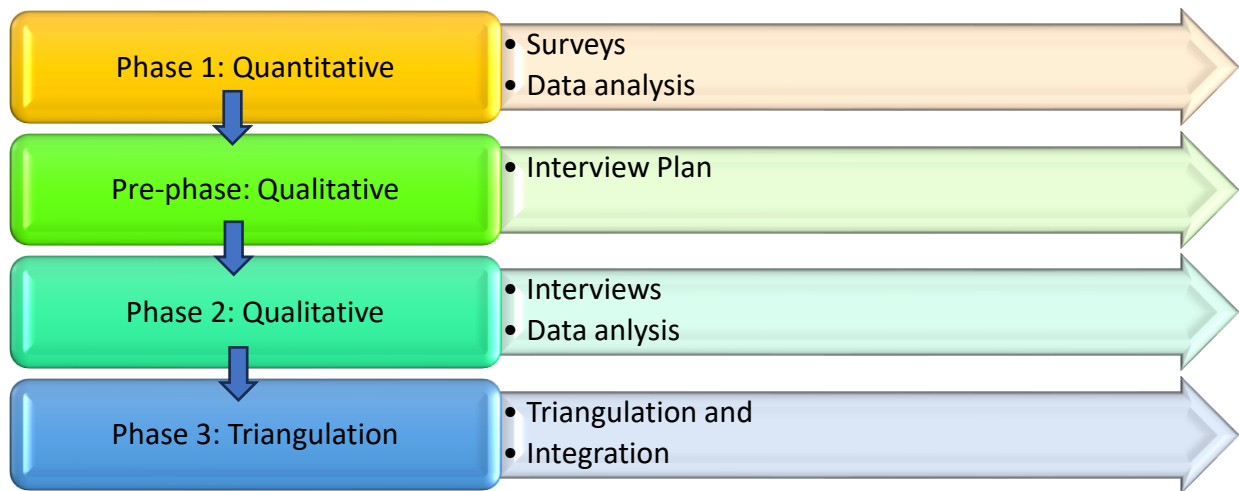 Phase 1: Quantitative
• Surveys
• Data analysis
Pre-phase: Qualitative
• Interview Plan
Phase 2: Qualitative
• Interviews
• Data anlysis
Phase 3: Triangulation
• Triangulation and
• Integration